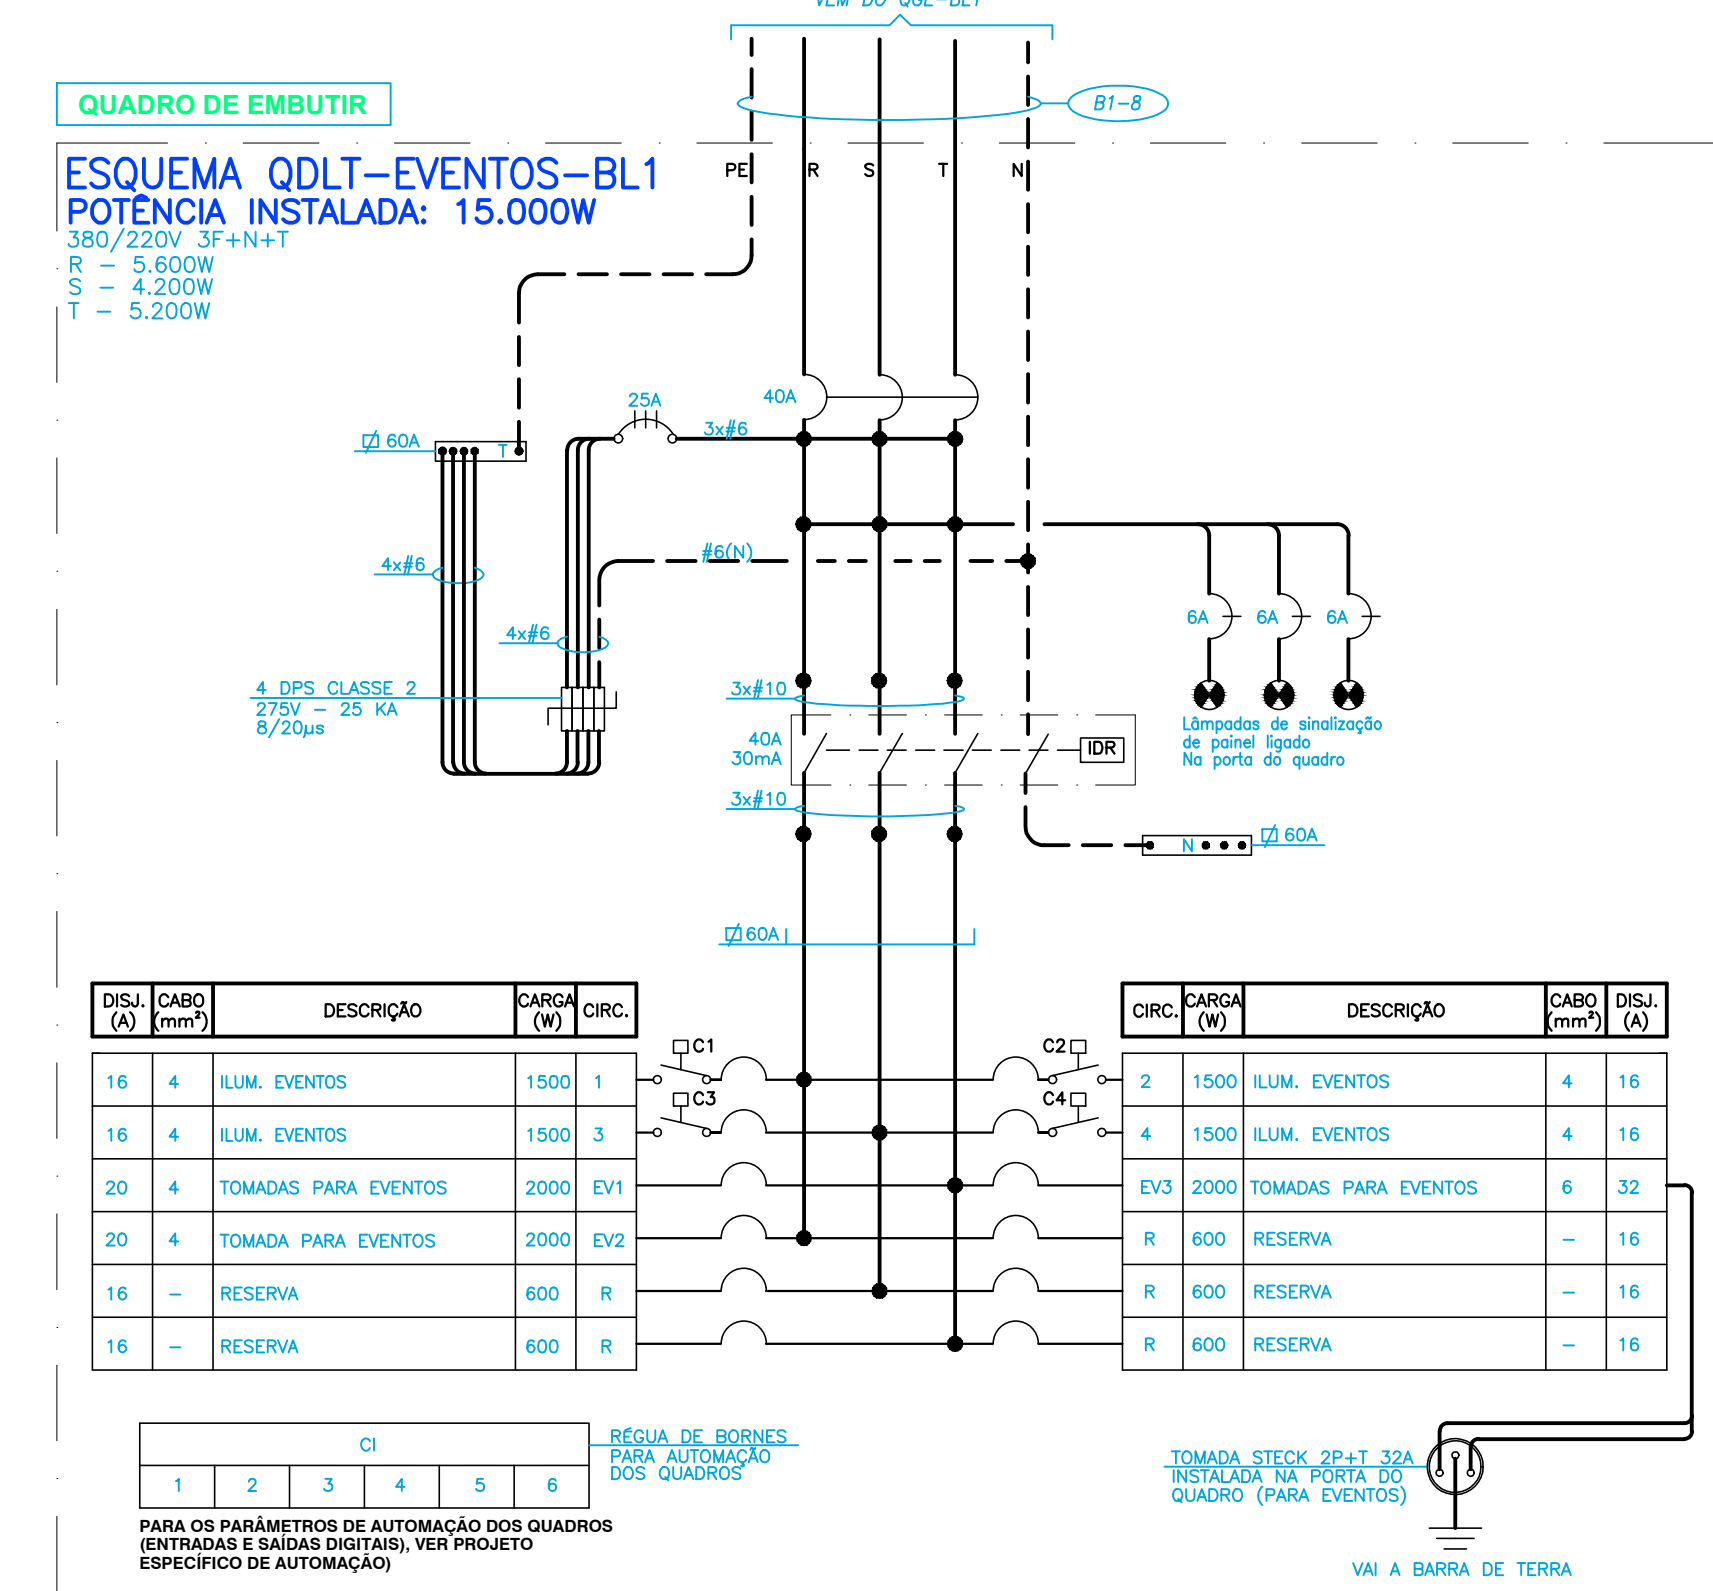 VEM DO QGE-BL1
QUADRO DE EMBUTIR
B1-8
ESQUEMA QDLT-EVENTOS-BL1
POTÊNCIA INSTALADA: 15.000W
380/220V 3F+N+T
R - 5.600W
S - 4.200W
T - 5.200W
PE R S T N
40A
25A
3x#6
60A
T
4x#6
#6(N)
4x#6
6A 6A 6A
4 DPS CLASSE 2
275V - 25 KA
8/20µs
3x#10
Lâmpadas de sinalização
de painel ligado
Na porta do quadro
40A
30mA
IDR
3x#10
N
60A
60A
DISJ. (A) CABO (mm²) DESCRIÇÃO CARGA (W) CIRC.
16 4 ILUM. EVENTOS 1500 1
16 4 ILUM. EVENTOS 1500 3
20 4 TOMADAS PARA EVENTOS 2000 EV1
20 4 TOMADA PARA EVENTOS 2000 EV2
16 - RESERVA 600 R
16 - RESERVA 600 R
C1 C2
C3 C4
CIRC. CARGA (W) DESCRIÇÃO CABO (mm²) DISJ. (A)
2 1500 ILUM. EVENTOS 4 16
4 1500 ILUM. EVENTOS 4 16
EV3 2000 TOMADAS PARA EVENTOS 6 32
R 600 RESERVA - 16
R 600 RESERVA - 16
R 600 RESERVA - 16
CI
1 2 3 4 5 6
RÉGUA DE BORNES
PARA AUTOMAÇÃO
DOS QUADROS
PARA OS PARÂMETROS DE AUTOMAÇÃO DOS QUADROS
(ENTRADAS E SAÍDAS DIGITAIS), VER PROJETO
ESPECÍFICO DE AUTOMAÇÃO)
TOMADA STECK 2P+T 32A
INSTALADA NA PORTA DO
QUADRO (PARA EVENTOS)
VAI A BARRA DE TERRA